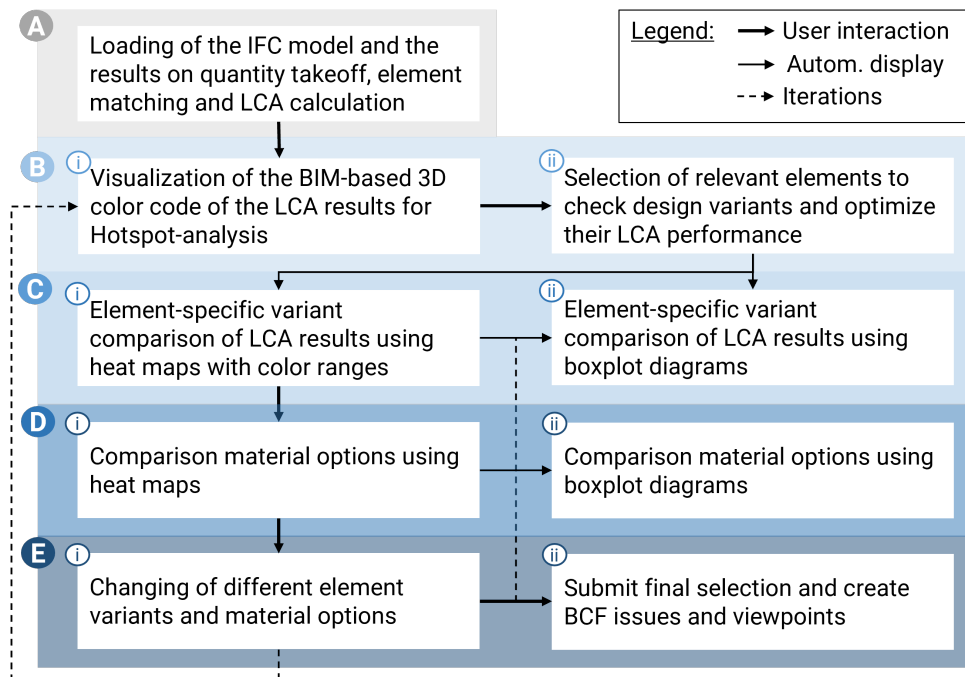 A
Loading of the IFC model and the
results on quantity takeoff, element
matching and LCA calculation
Legend:
User interaction
Autom. display
Iterations
B
i
Visualization of the BIM-based 3D
color code of the LCA results for
Hotspot-analysis
ii
Selection of relevant elements to
check design variants and optimize
their LCA performance
C
i
Element-specific variant
comparison of LCA results using
heat maps with color ranges
ii
Element-specific variant
comparison of LCA results using
boxplot diagrams
D
i
Comparison material options using
heat maps
ii
Comparison material options using
boxplot diagrams
E
i
Changing of different element
variants and material options
ii
Submit final selection and create
BCF issues and viewpoints